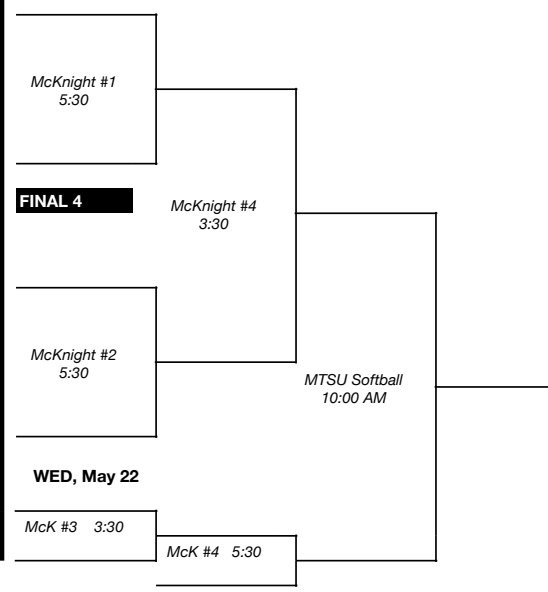 McKnight #1
5:30
FINAL 4
McKnight #4
3:30
McKnight #2
5:30
MTSU Softball
10:00 AM
WED, May 22
McK #3 3:30
McK #4 5:30